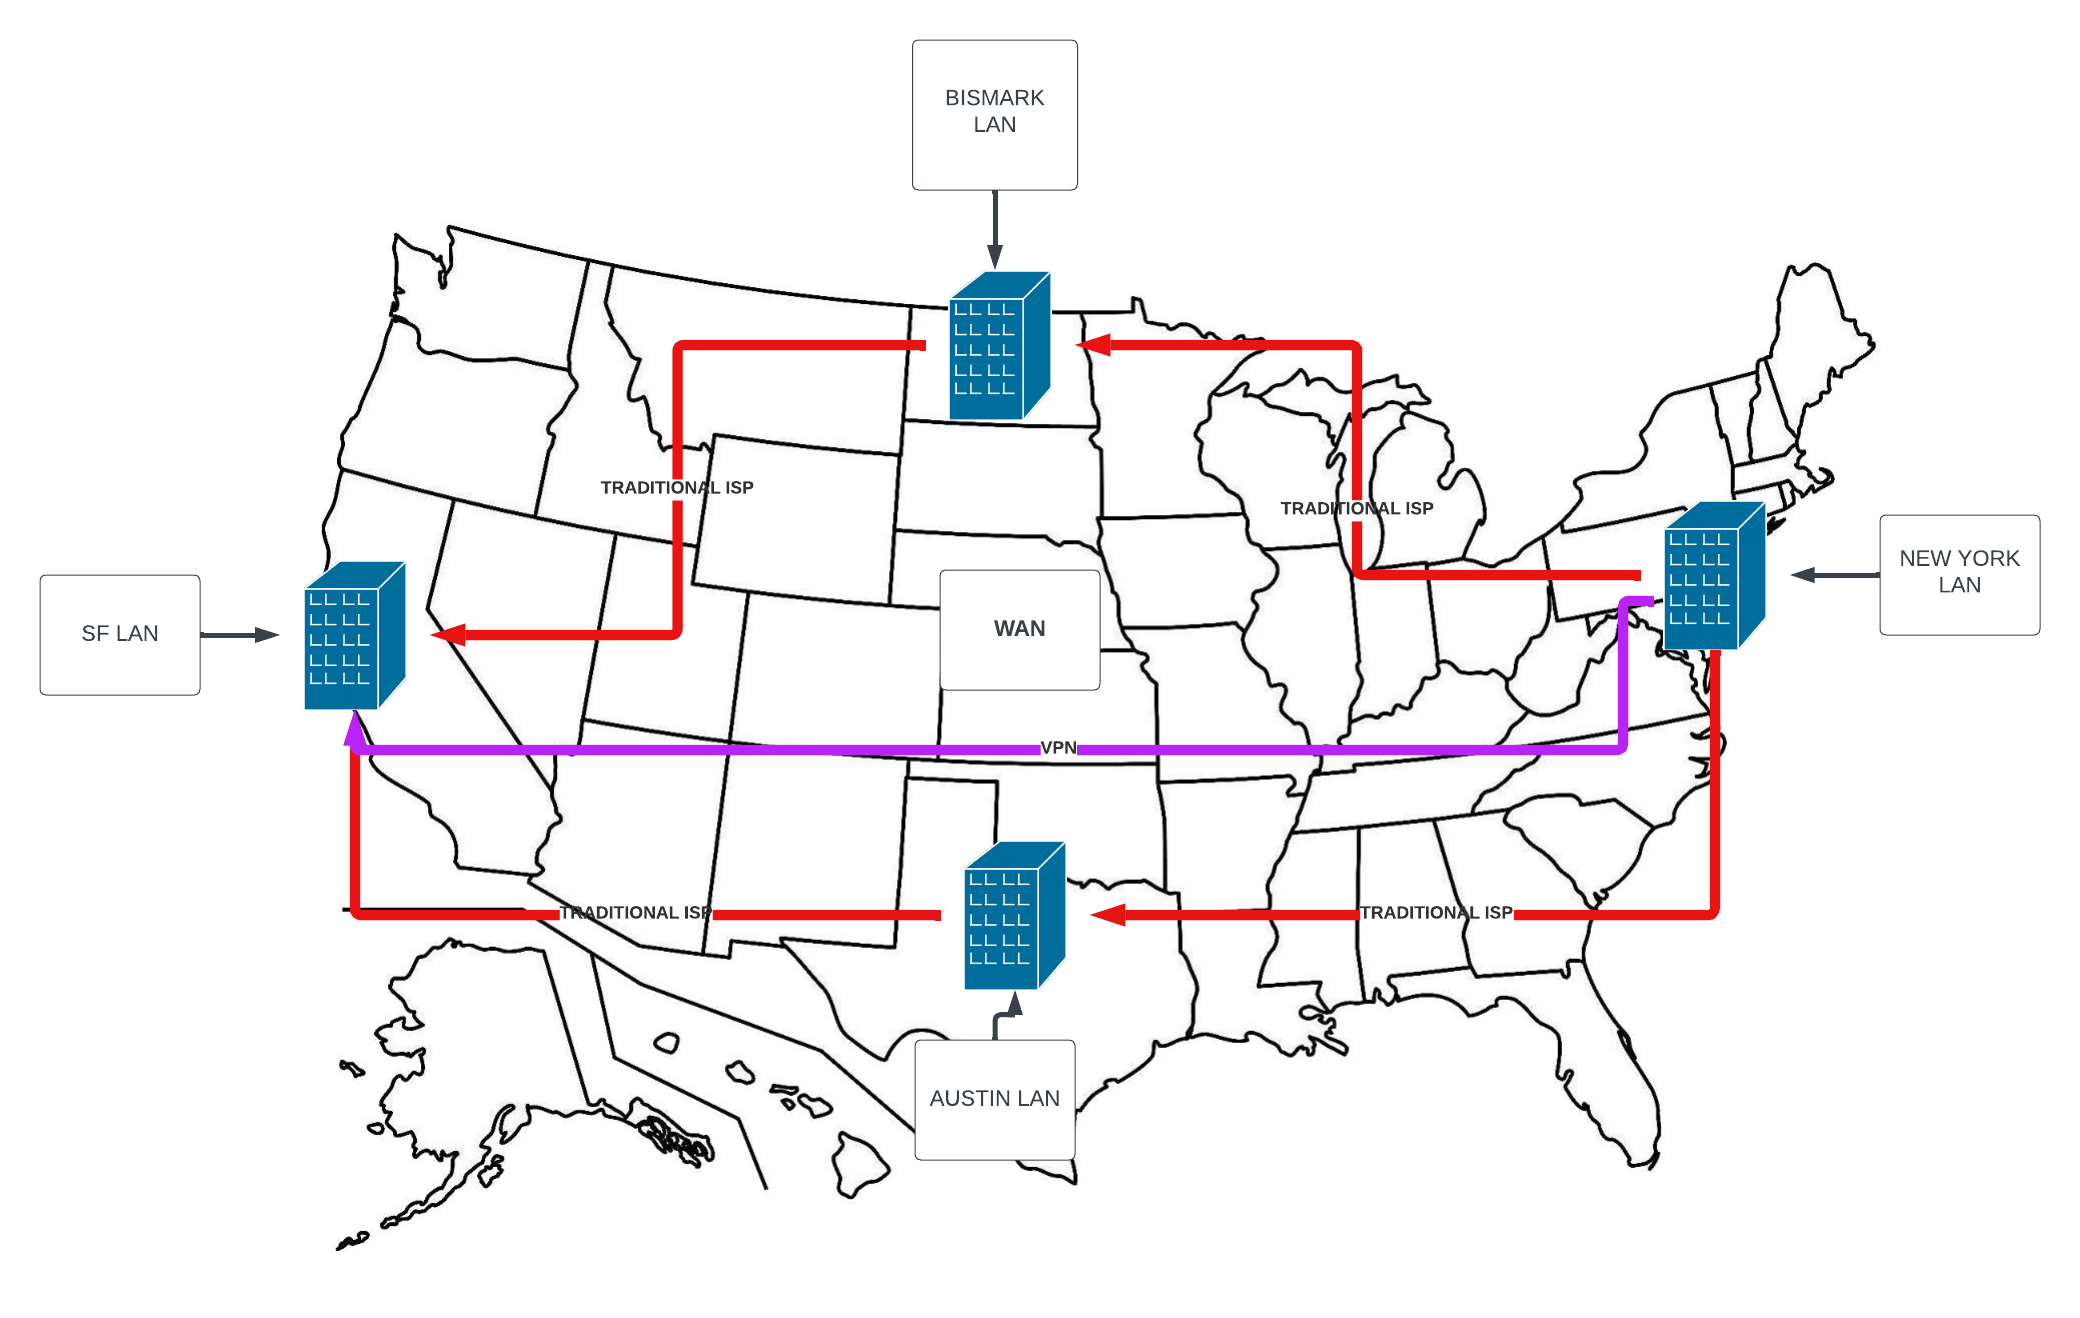 BISMARK
LAN
TRADITIONAL ISP
TRADITIONAL ISP
NEW YORK
LAN
SF LAN
WAN
VPN
TRADITIONAL ISP
TRADITIONAL ISP
AUSTIN LAN